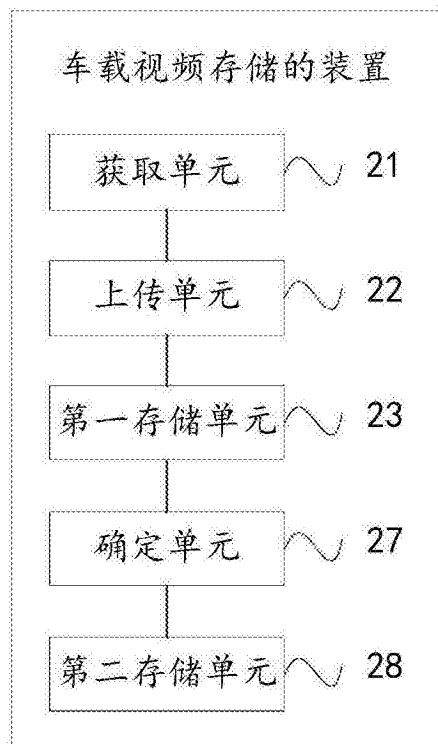 车载视频存储的装置
获取单元 21
上传单元 22
第一存储单元 23
确定单元 27
第二存储单元 28